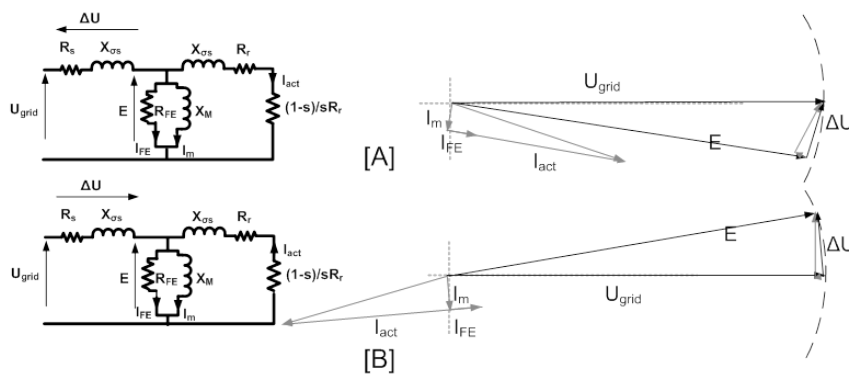 ΔU
Rs Xσs Xσs Rr
Iact
Ugrid E RFE XM (1-s)/sRr
IFE Im
[A]
Ugrid
Im
IFE
E
ΔU
Iact
ΔU
Rs Xσs Xσs Rr
Iact
Ugrid E RFE XM (1-s)/sRr
IFE Im
[B]
E
ΔU
Im
Ugrid
Iact
IFE